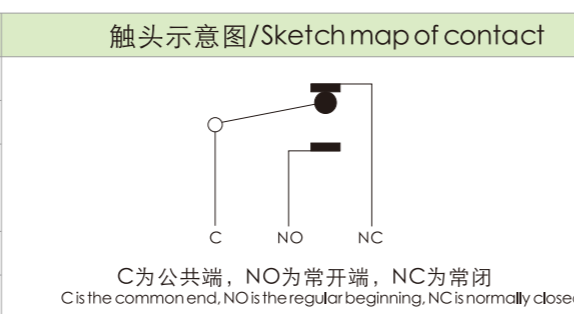 触头示意图/Sketch map of contact
C NO NC
C为公共端，NO为常开端，NC为常闭
C is the common end, NO is the regular beginning, NC is normally closed